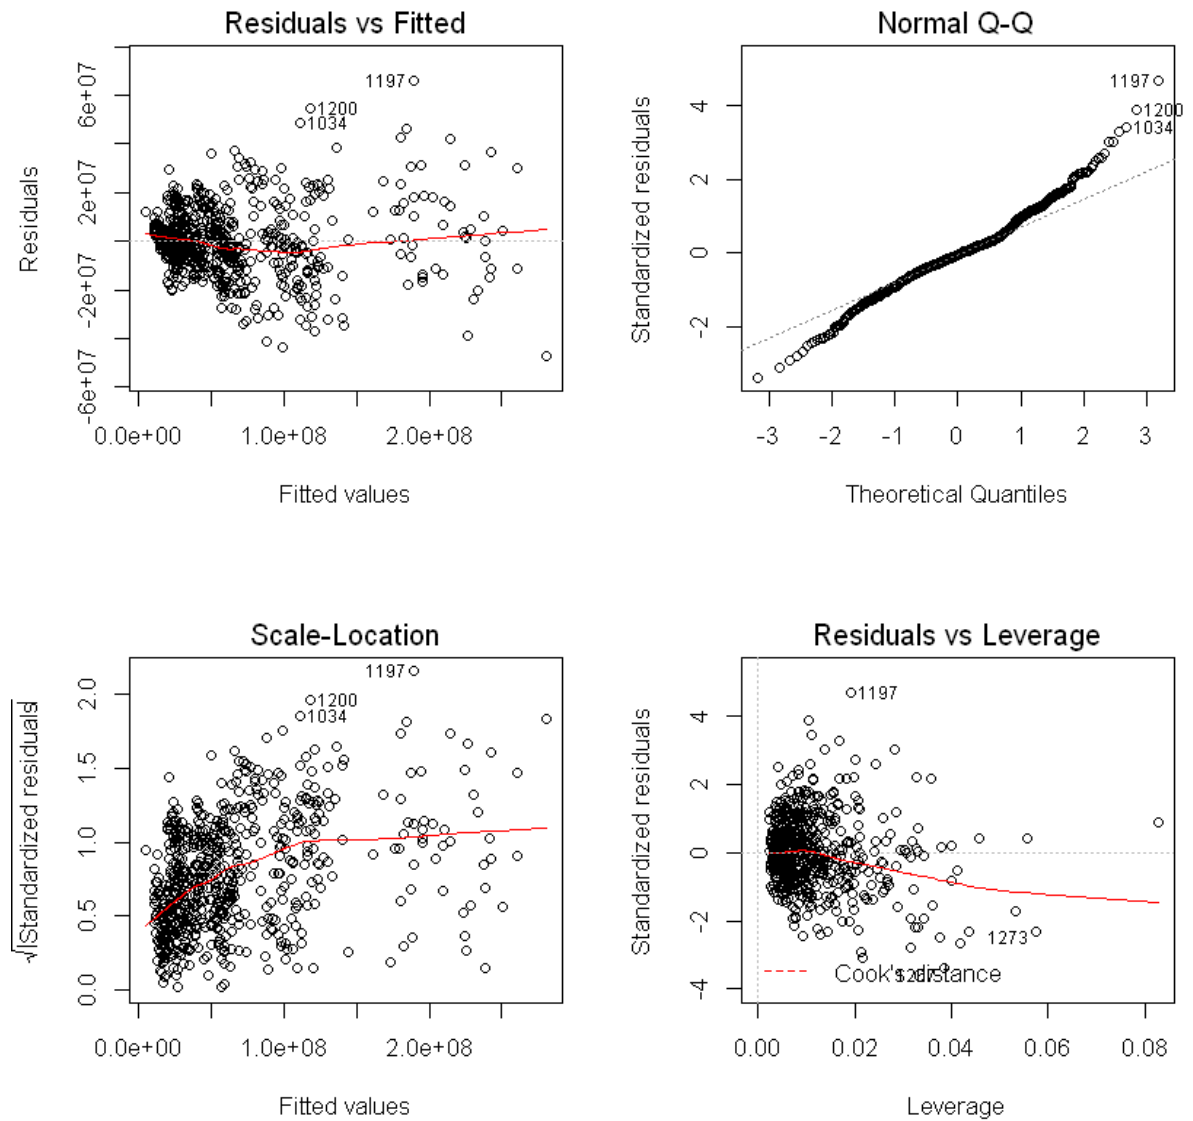 Residuals vs Fitted
Residuals
6e+07
2e+07
-2e+07
-6e+07
1197
1200
1034
0.0e+00 1.0e+08 2.0e+08
Fitted values
Normal Q-Q
Standardized residuals
4
2
0
-2
1197
1200
1034
-3 -2 -1 0 1 2 3
Theoretical Quantiles
Scale-Location
√|Standardized residuals|
2.0
1.5
1.0
0.5
0.0
1197
1200
1034
0.0e+00 1.0e+08 2.0e+08
Fitted values
Residuals vs Leverage
Standardized residuals
4
2
0
-2
-4
1197
1273
Cook's distance
0.00 0.02 0.04 0.06 0.08
Leverage